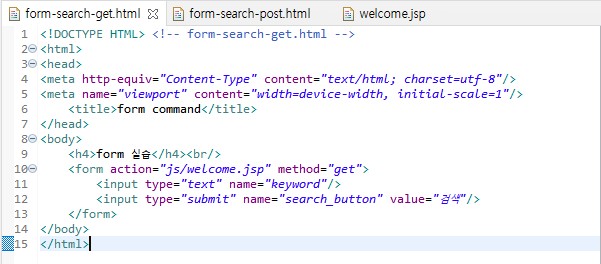 form-search-get.html form-search-post.html welcome.jsp
1 <!DOCTYPE HTML> <!-- form-search-get.html -->
2 <html>
3 <head>
4 <meta http-equiv="Content-Type" content="text/html; charset=utf-8"/>
5 <meta name="viewport" content="width=device-width, initial-scale=1"/>
6 <title>form command</title>
7 </head>
8 <body>
9 <h4>form 실습</h4><br/>
10 <form action="js/welcome.jsp" method="get">
11 <input type="text" name="keyword"/>
12 <input type="submit" name="search_button" value="검색"/>
13 </form>
14 </body>
15 </html>